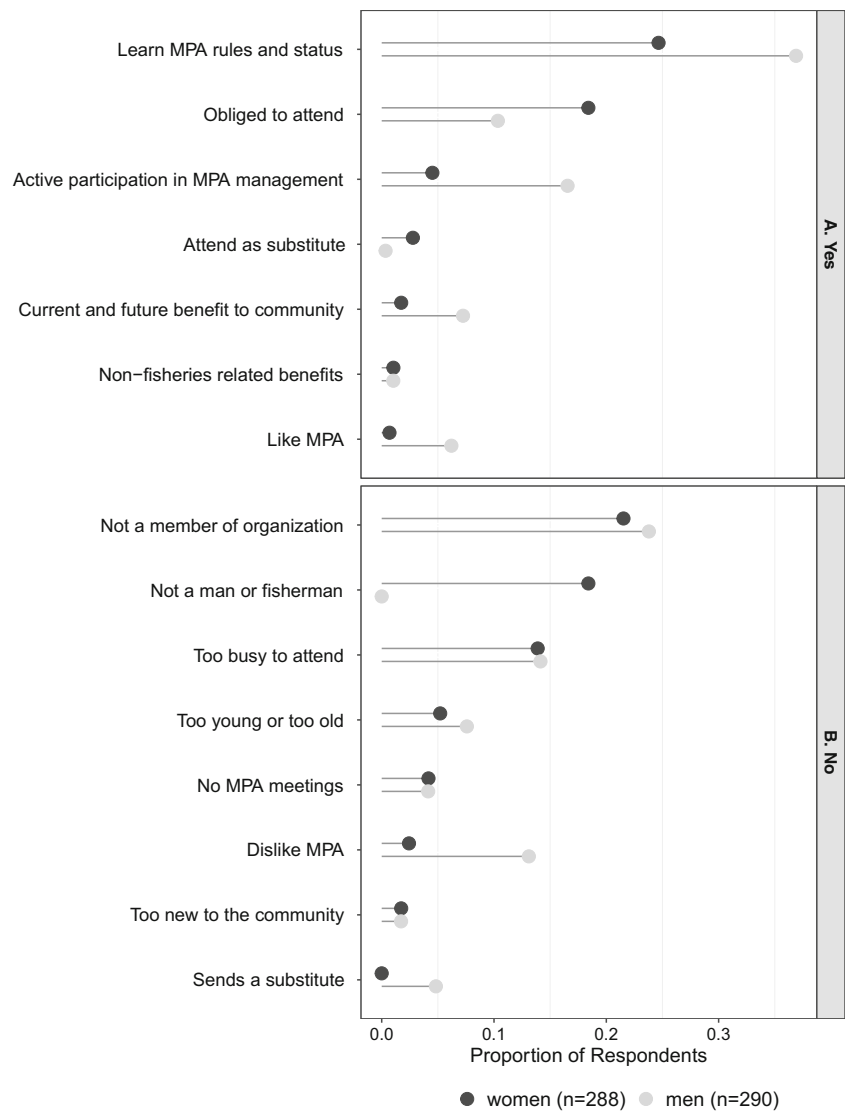 Learn MPA rules and status
Obliged to attend
Active participation in MPA management
Attend as substitute
Current and future benefit to community
Non−fisheries related benefits
Like MPA
A. Yes
Not a member of organization
Not a man or fisherman
Too busy to attend
Too young or too old
No MPA meetings
Dislike MPA
Too new to the community
Sends a substitute
B. No
0.0 0.1 0.2 0.3
Proportion of Respondents
women (n=288) men (n=290)